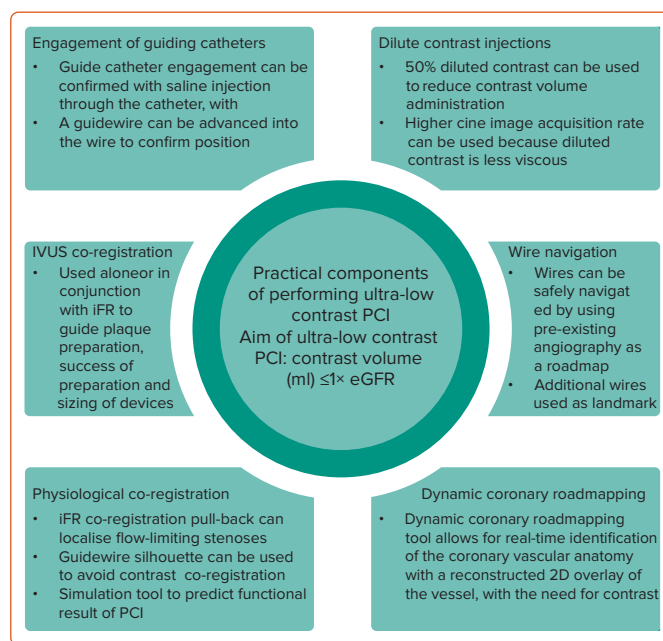 Engagement of guiding catheters
• Guide catheter engagement can be
confirmed with saline injection
through the catheter, with
• A guidewire can be advanced into
the wire to confirm position
Dilute contrast injections
• 50% diluted contrast can be used
to reduce contrast volume
administration
• Higher cine image acquisition rate
can be used because diluted
contrast is less viscous
IVUS co-registration
• Used aloneor in
conjunction
with iFR to
guide plaque
preparation,
success of
preparation and
sizing of devices
Practical components
of performing ultra-low
contrast PCI
Aim of ultra-low contrast
PCI: contrast volume
(ml) ≤1× eGFR
Wire navigation
• Wires can be
safely navigat
ed by using
pre-existing
angiography as
a roadmap
• Additional wires
used as landmark
Physiological co-registration
• iFR co-registration pull-back can
localise flow-limiting stenoses
• Guidewire silhouette can be used
to avoid contrast co-registration
• Simulation tool to predict functional
result of PCI
Dynamic coronary roadmapping
• Dynamic coronary roadmapping
tool allows for real-time identification
of the coronary vascular anatomy
with a reconstructed 2D overlay of
the vessel, with the need for contrast